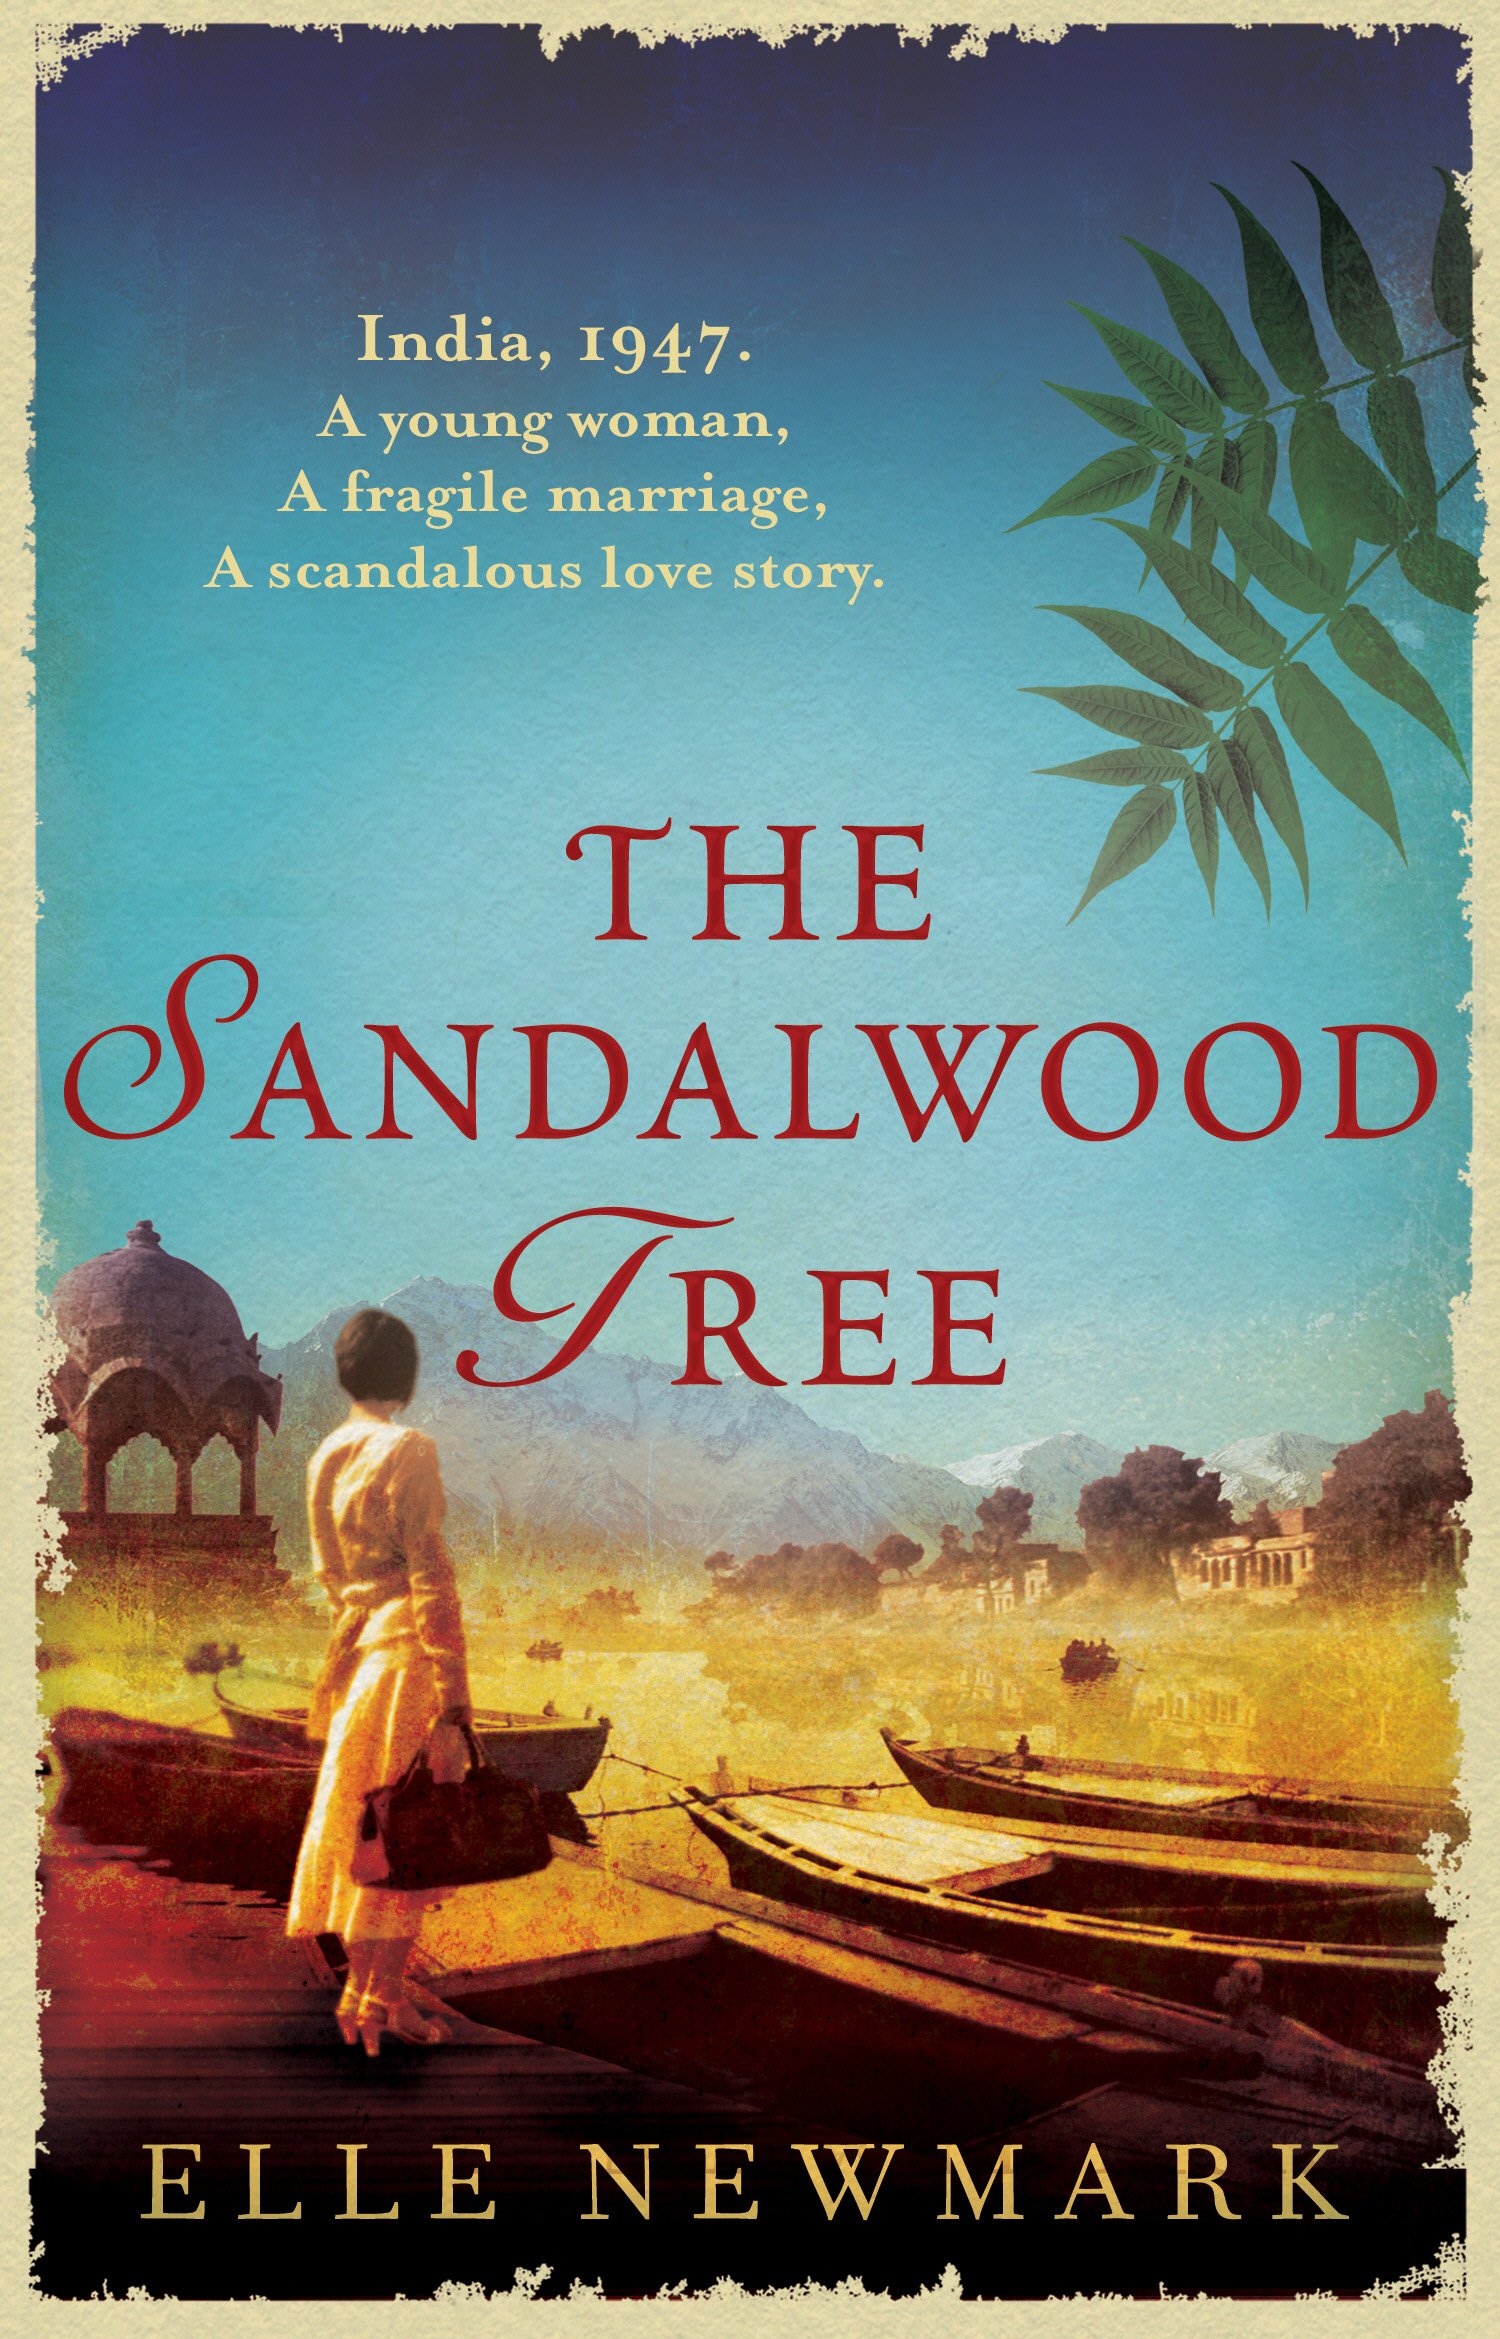 India, 1947.
A young woman,
A fragile marriage,
A scandalous love story.
THE
SANDALWOOD
TREE
ELLE NEWMARK